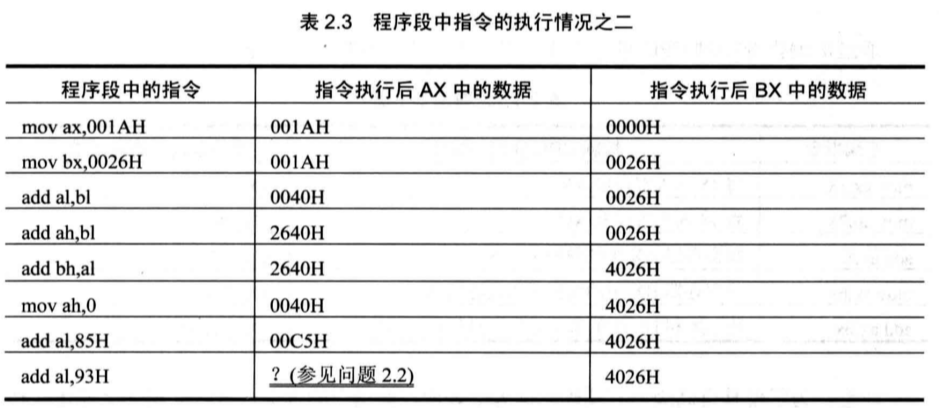 表 2.3 程序段中指令的执行情况之二
程序段中的指令 指令执行后 AX 中的数据 指令执行后 BX 中的数据
mov ax,001AH 001AH 0000H
mov bx,0026H 001AH 0026H
add al,bl 0040H 0026H
add ah,bl 2640H 0026H
add bh,al 2640H 4026H
mov ah,0 0040H 4026H
add al,85H 00C5H 4026H
add al,93H ？(参见问题 2.2) 4026H